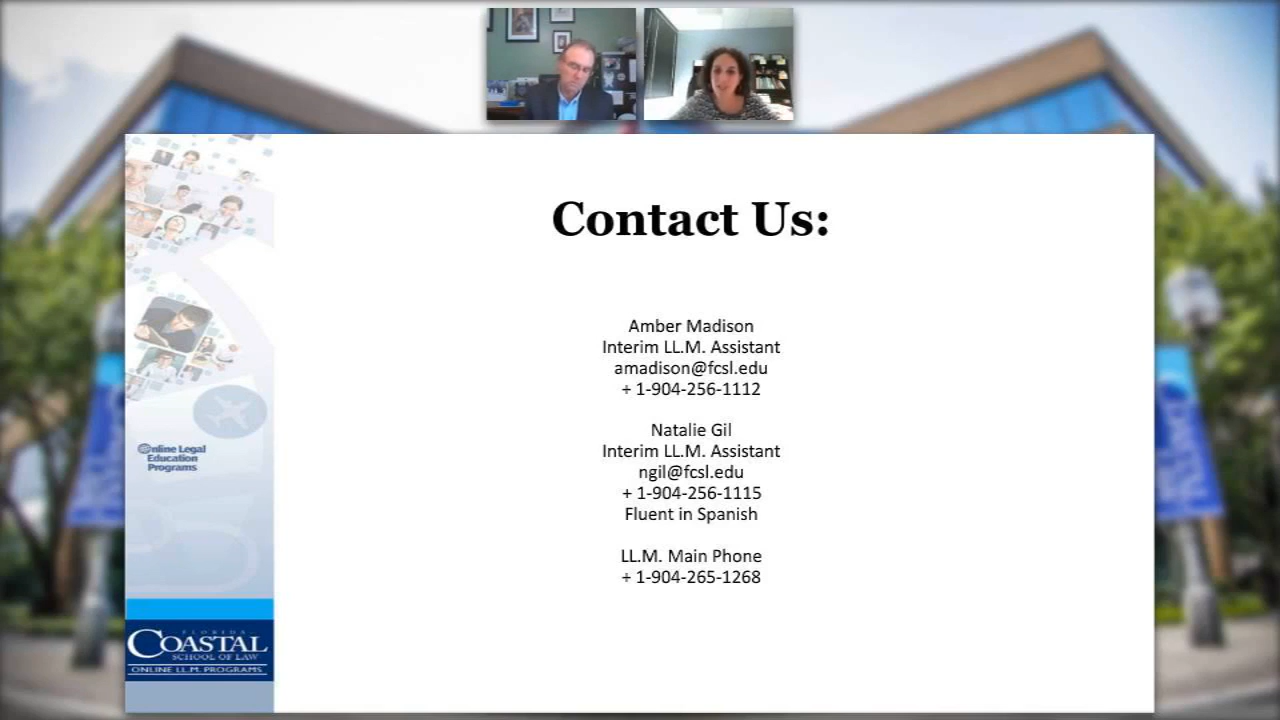 Contact Us:
Amber Madison
Interim LL.M. Assistant
amadison@fcsl.edu
+ 1-904-256-1112
Natalie Gil
Interim LL.M. Assistant
ngil@fcsl.edu
+ 1-904-256-1115
Fluent in Spanish
LL.M. Main Phone
+ 1-904-265-1268
Online Legal
Education
Programs
FLORIDA
COASTAL
SCHOOL OF LAW
ONLINE LL.M. PROGRAMS